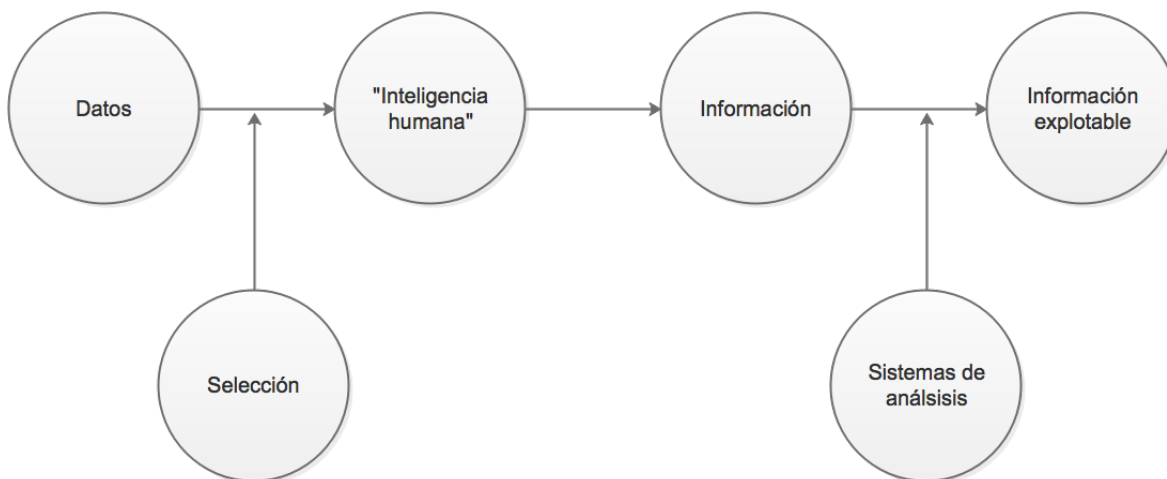 Datos
"Inteligencia
humana"
Información
Información
explotable
Selección
Sistemas de
análsisis